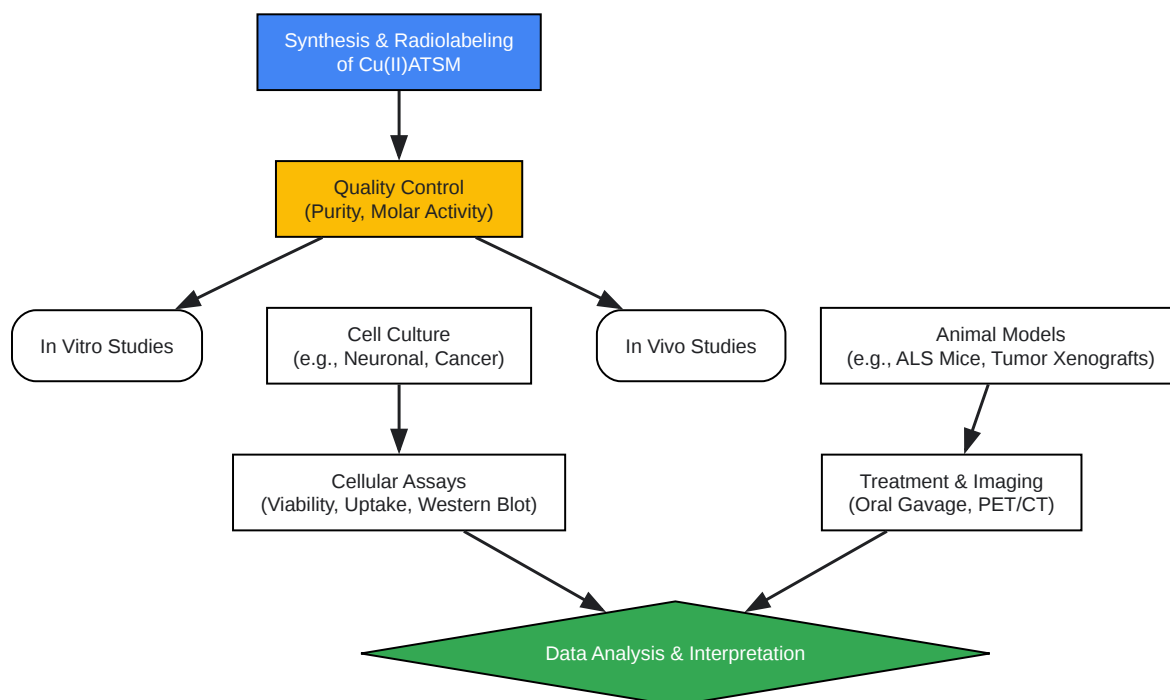 Synthesis & Radiolabeling
of Cu(II)ATSM
Quality Control
(Purity, Molar Activity)
In Vitro Studies
Cell Culture
(e.g., Neuronal, Cancer)
In Vivo Studies
Animal Models
(e.g., ALS Mice, Tumor Xenografts)
Cellular Assays
(Viability, Uptake, Western Blot)
Treatment & Imaging
(Oral Gavage, PET/CT)
Data Analysis & Interpretation